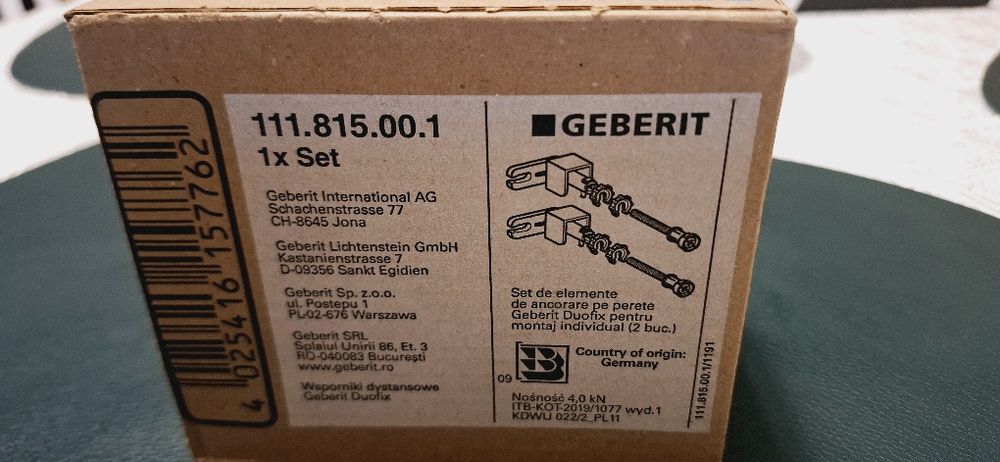 4 025416 157762
111.815.00.1
1x Set
Geberit International AG
Schachenstrasse 77
CH-8645 Jona
Geberit Lichtenstein GmbH
Kastanienstrasse 7
D-09356 Sankt Egidien
Geberit Sp. z.o.o.
ul. Postępu 1
PL-02-676 Warszawa
Geberit SRL
Splaiul Unirii 86, Et. 3
RO-040083 Bucureşti
www.geberit.ro
Wsporniki dystansowe
Geberit Duofix
GEBERIT
Set de elemente
de ancorare pe perete
Geberit Duofix pentru
montaj individual (2 buc.)
09
B
Country of origin:
Germany
Nośność 4,0 kN
ITB-KOT-2019/1077 wyd.1
KDWU 022/2_PL11
111.815.00.1/1191